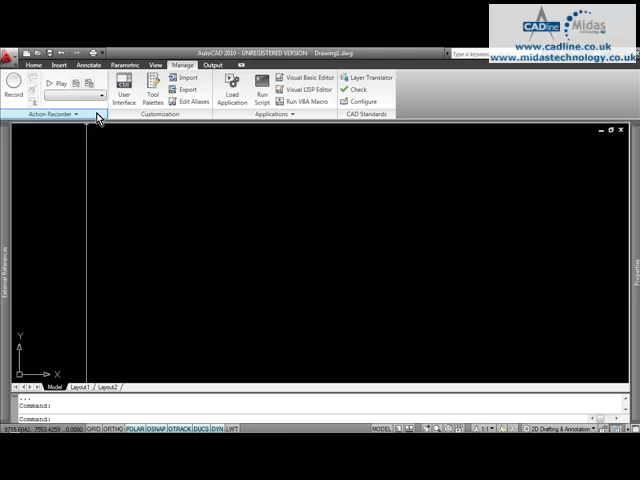 CADline Midas
TECHNOLOGY
www.cadline.co.uk
www.midastechnology.co.uk
AutoCAD 2010 - UNREGISTERED VERSION Drawing1.dwg
Home Insert Annotate Parametric View Manage Output
Record
Play
Action Recorder
User Interface
Tool Palettes
Import
Export
Edit Aliases
Customization
Load Application
Run Script
Visual Basic Editor
Visual LISP Editor
Run VBA Macro
Applications
Layer Translator
Check
Configure
CAD Standards
External References
Properties
Y
X
Model Layout1 Layout2
...
Command:
Command:
GRID ORTHO POLAR OSNAP OTRACK DUCS DYN LWT
MODEL
1:1
2D Drafting & Annotation